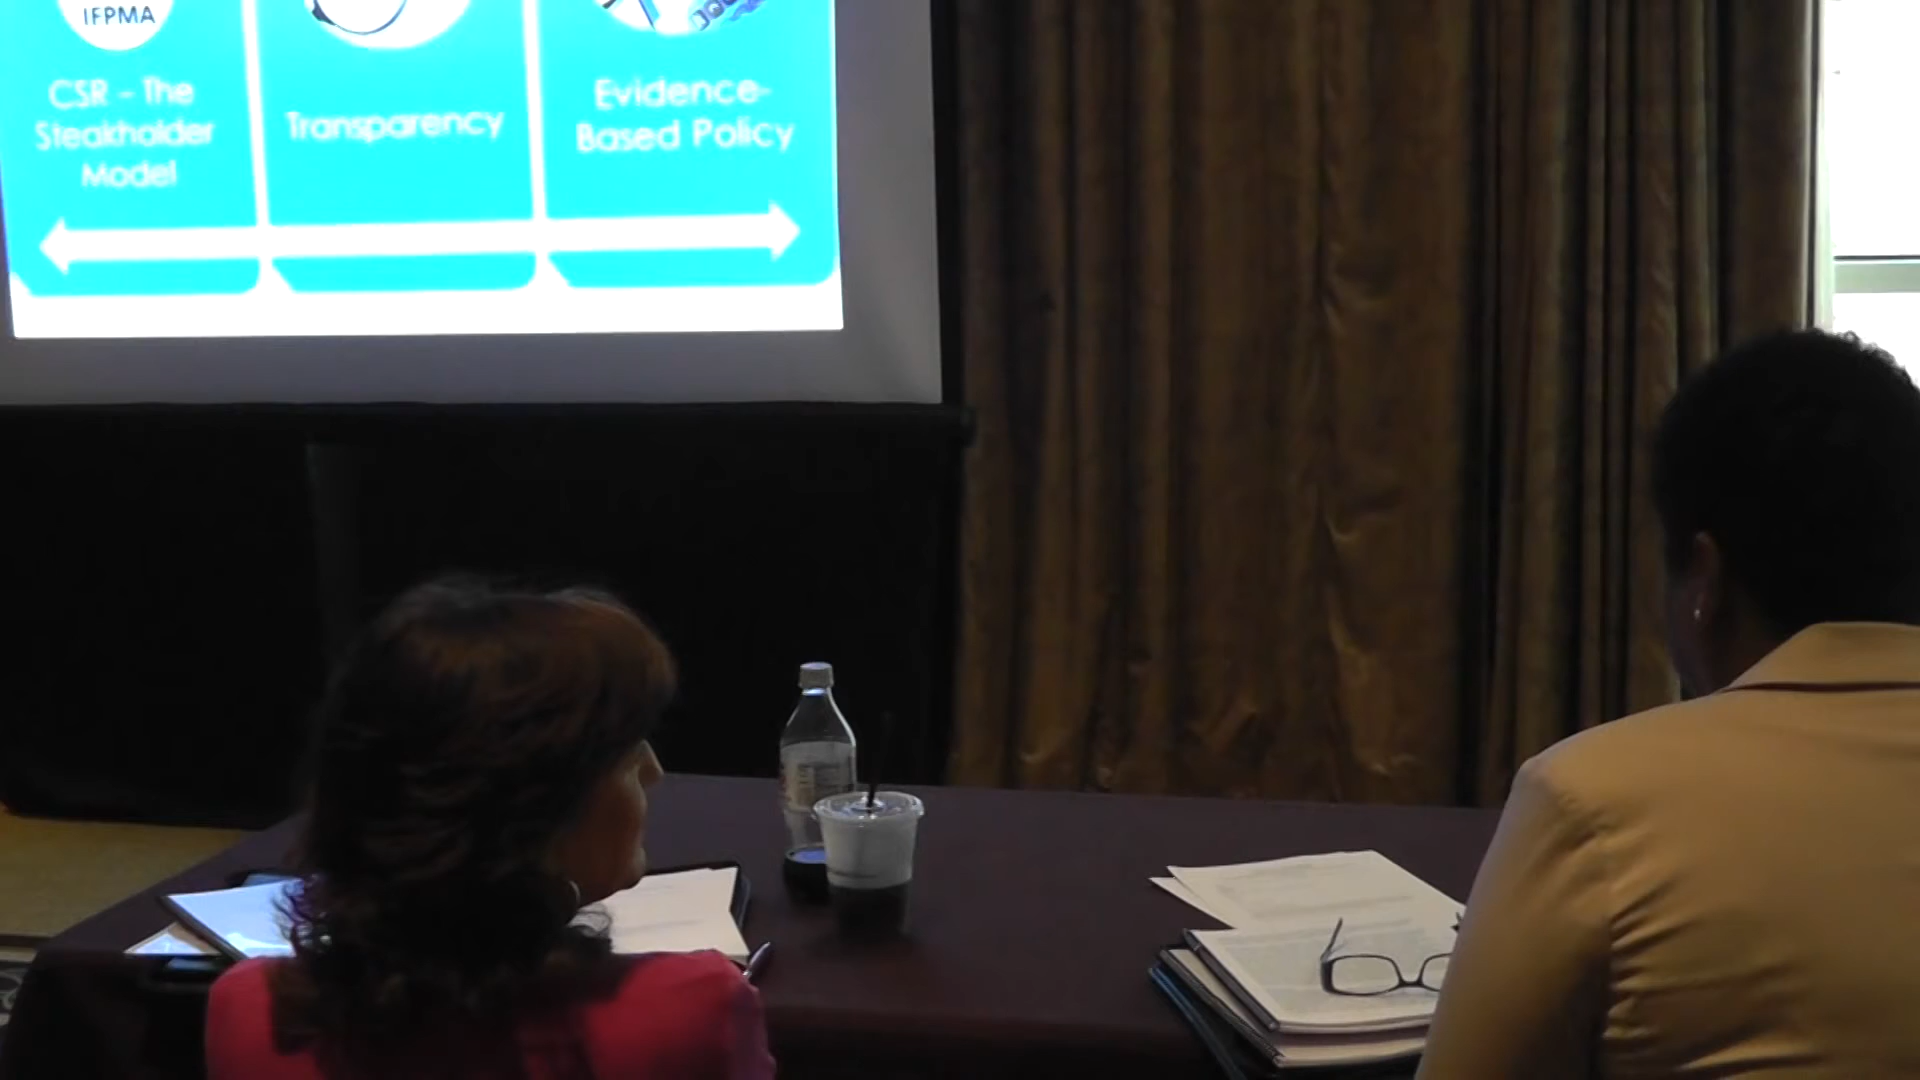 IFPMA
CSR – The
Steakholder
Model
Transparency
Evidence-
Based Policy